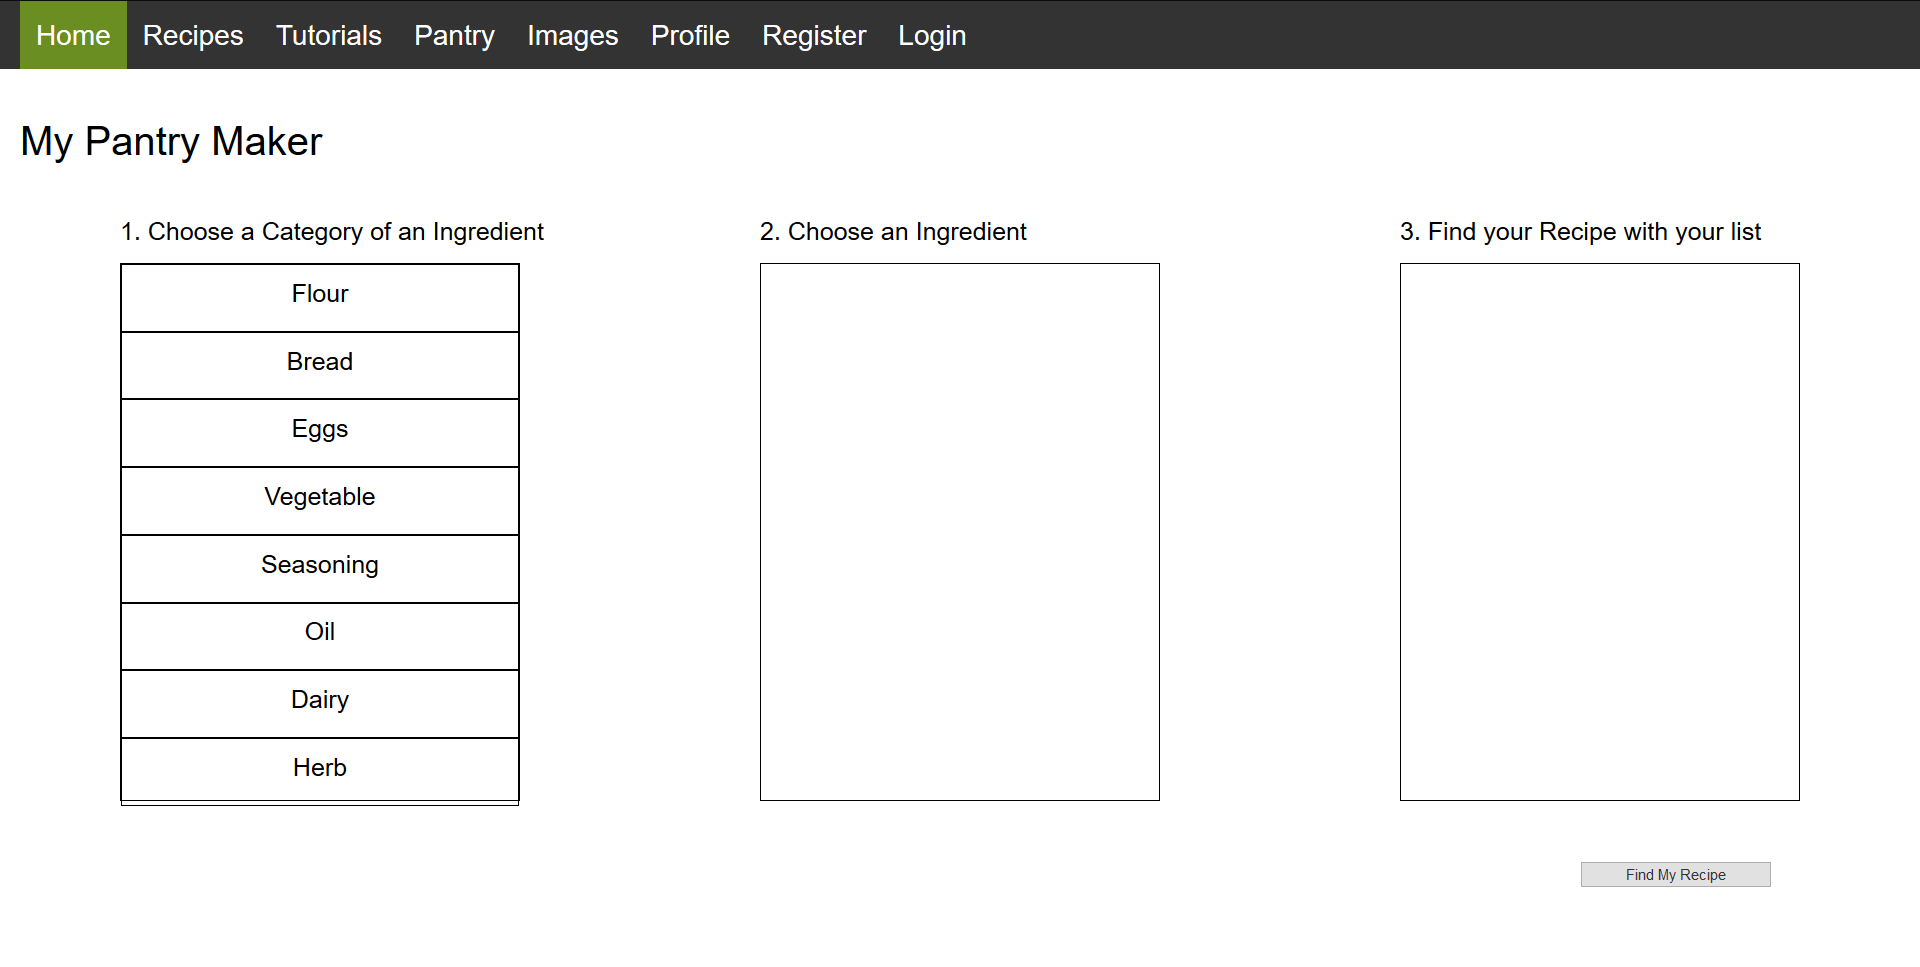 Home Recipes Tutorials Pantry Images Profile Register Login
My Pantry Maker
1. Choose a Category of an Ingredient
Flour
Bread
Eggs
Vegetable
Seasoning
Oil
Dairy
Herb
2. Choose an Ingredient
3. Find your Recipe with your list
Find My Recipe